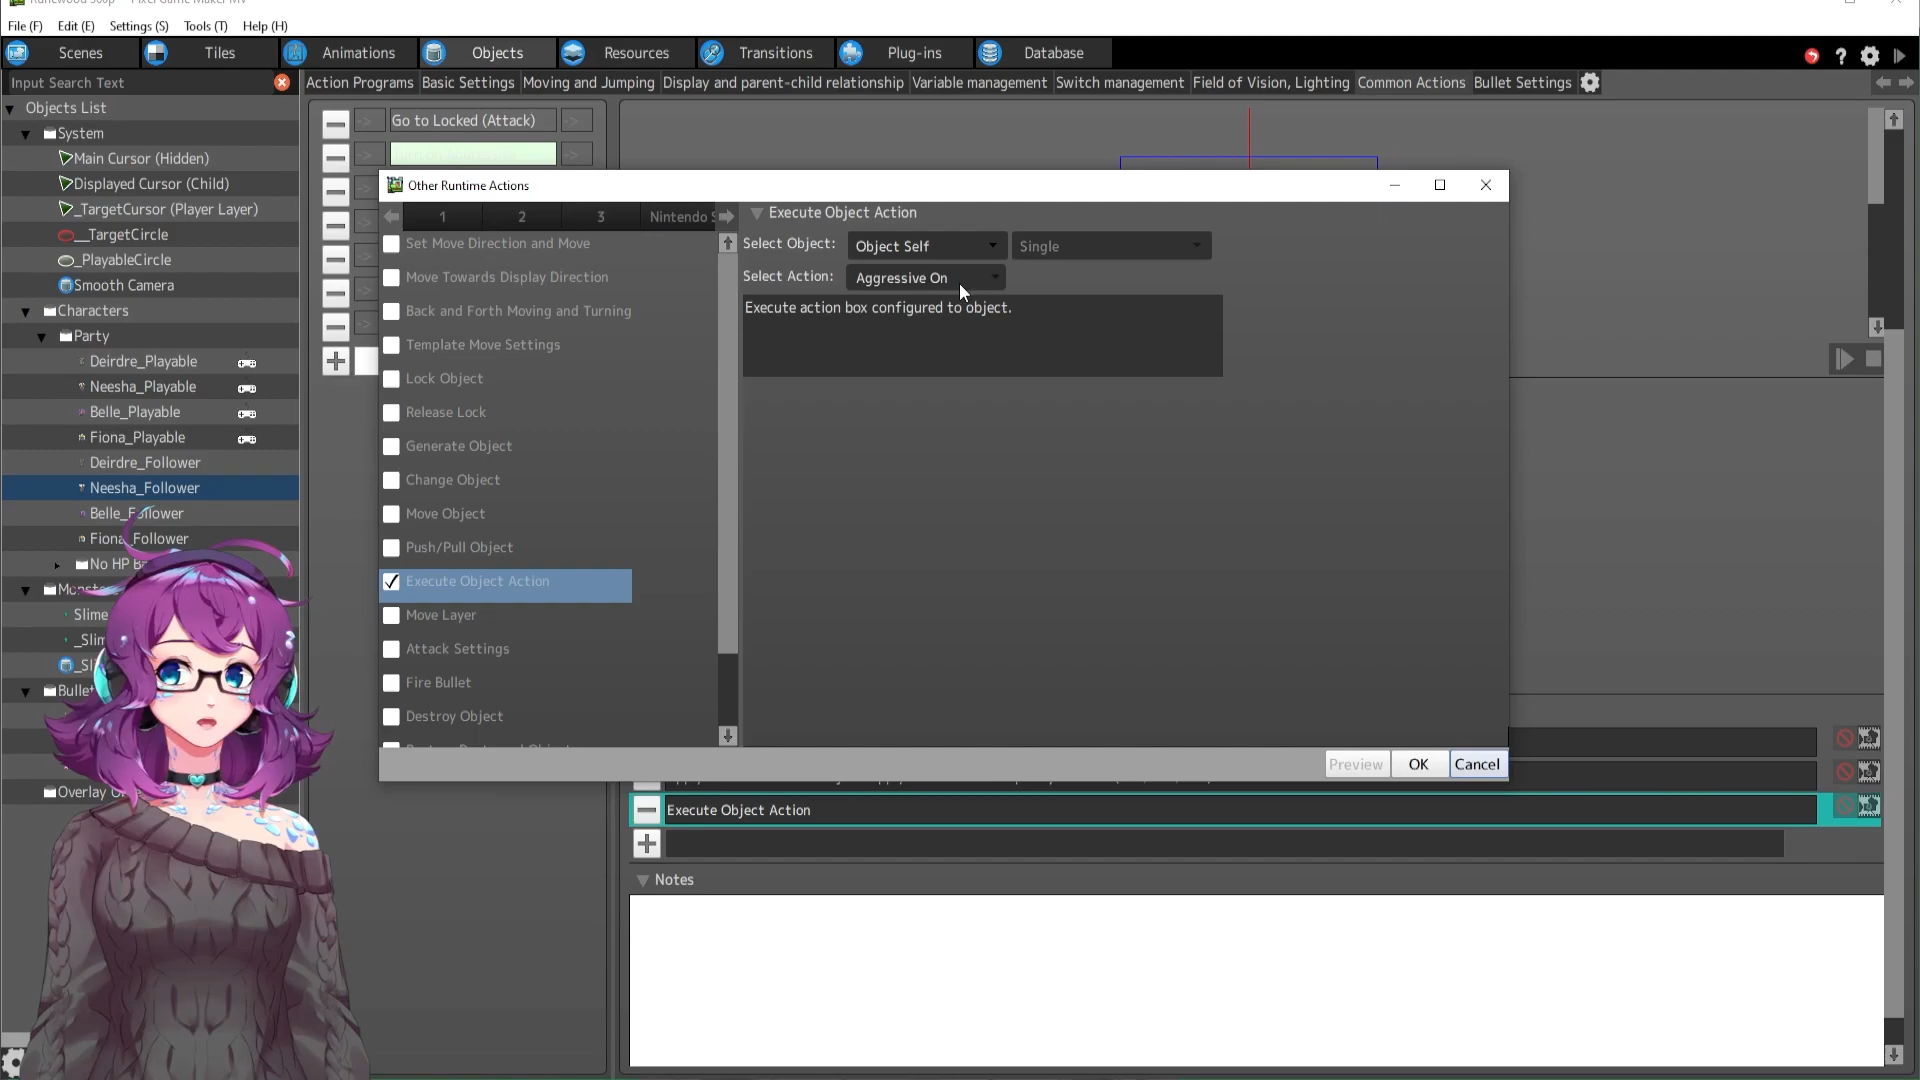 File (F) Edit (E) Settings (S) Tools (T) Help (H)
Scenes Tiles Animations Objects Resources Transitions Plug-ins Database
Input Search Text
Action Programs Basic Settings Moving and Jumping Display and parent-child relationship Variable management Switch management Field of Vision, Lighting Common Actions Bullet Settings
Objects List
System
Main Cursor (Hidden)
Displayed Cursor (Child)
_TargetCursor (Player Layer)
__TargetCircle
_PlayableCircle
Smooth Camera
Characters
Party
Deirdre_Playable
Neesha_Playable
Belle_Playable
Fiona_Playable
Deirdre_Follower
Neesha_Follower
Belle_Follower
Fiona_Follower
No HP
Slime
Go to Locked (Attack)
Other Runtime Actions
1 2 3 Nintendo
Set Move Direction and Move
Move Towards Display Direction
Back and Forth Moving and Turning
Template Move Settings
Lock Object
Release Lock
Generate Object
Change Object
Move Object
Push/Pull Object
Execute Object Action
Move Layer
Attack Settings
Fire Bullet
Destroy Object
Execute Object Action
Select Object: Object Self Single
Select Action: Aggressive On
Execute action box configured to object.
Preview OK Cancel
Execute Object Action
Notes